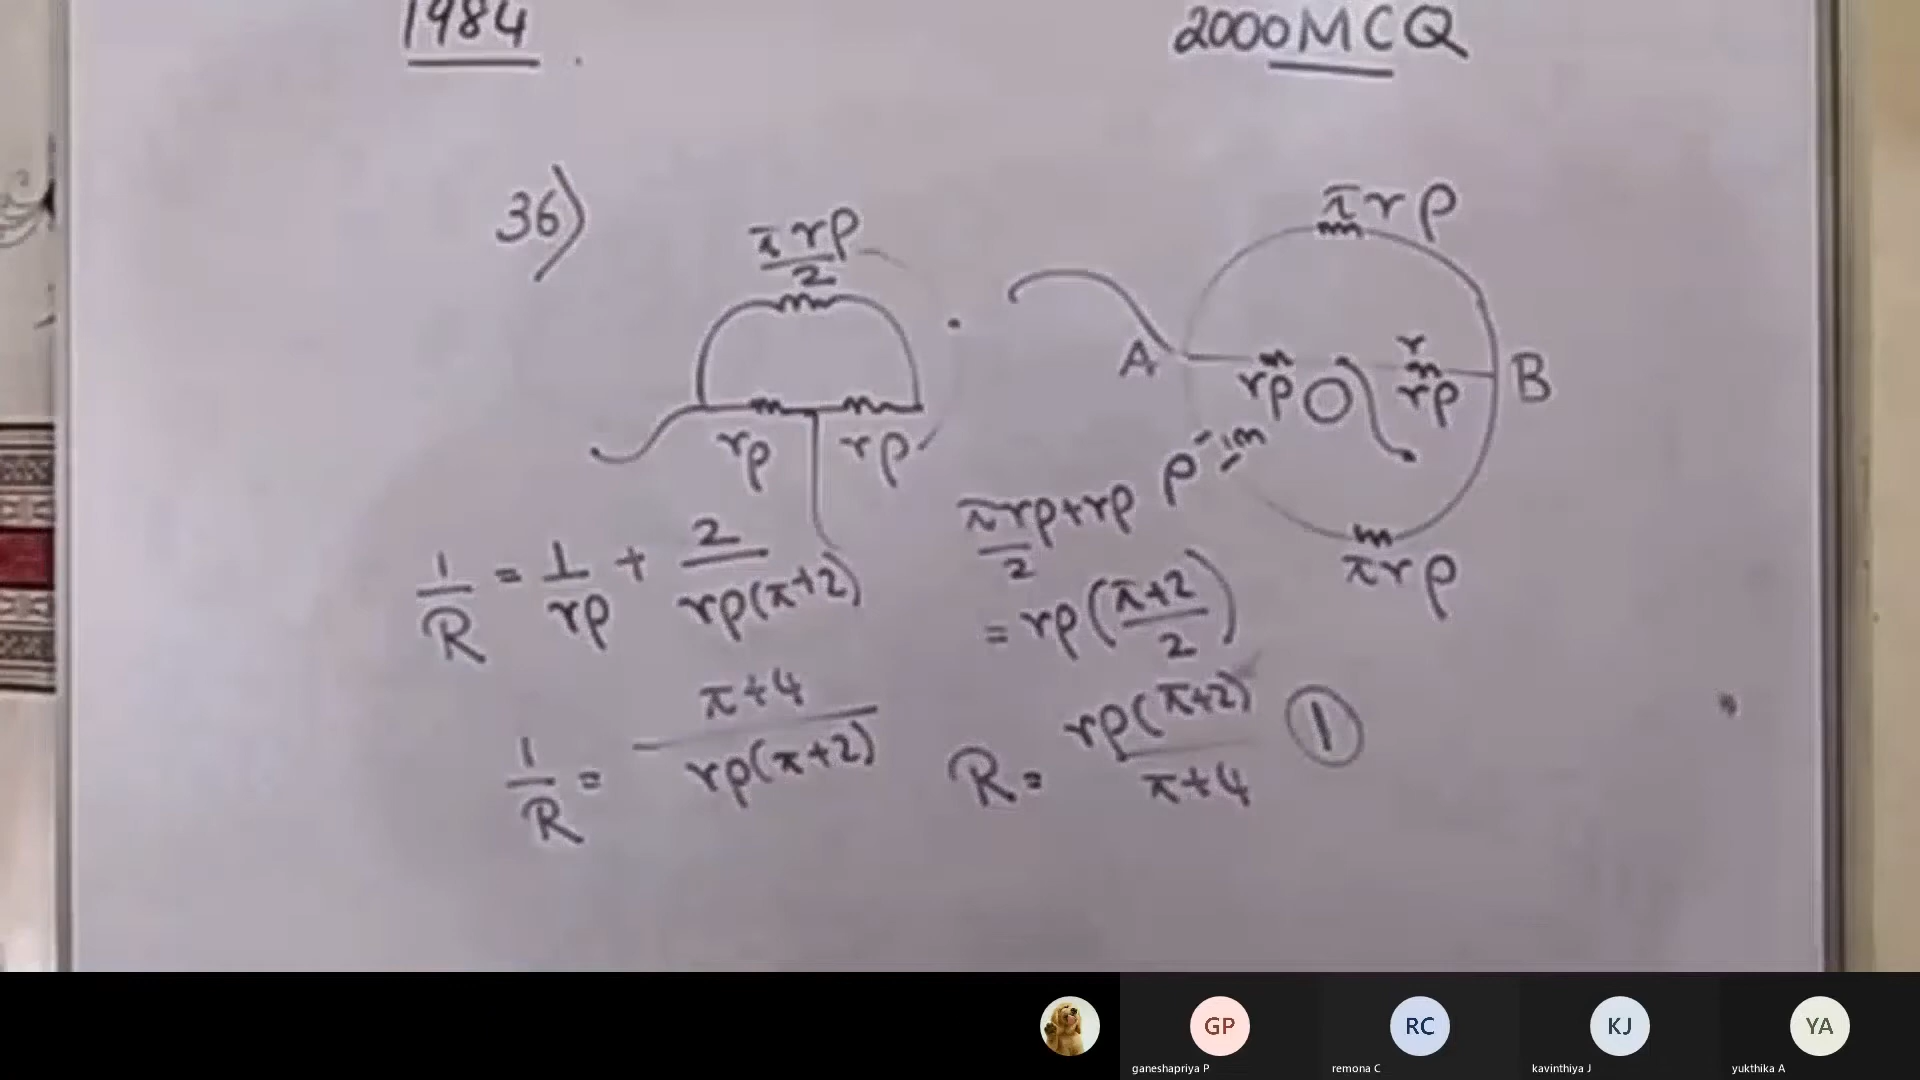 1984
2000 MCQ
36)
πrρ/2
rρ
rρ
πrρ
A
rρ
O
r
rρ
B
ρ
πrρ
1/R = 1/rρ + 2/rρ(π+2)
πrρ/2 + rρ
= rρ(π+2/2)
1/R = π+4/rρ(π+2)
R = rρ(π+2)/π+4 ①
GP
RC
KJ
YA
ganeshapriya P
remona C
kavinthiya J
yukthika A